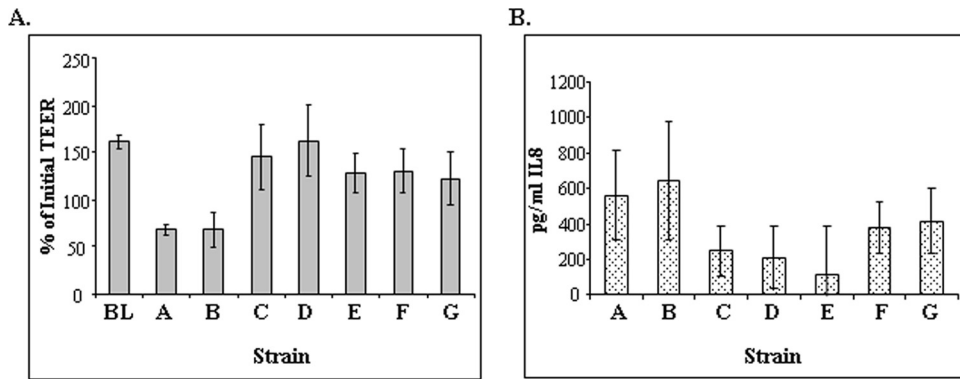 A.
250
200
150
100
50
0
% of Initial TEER
BL A B C D E F G
Strain
B.
1200
1000
800
600
400
200
0
pg/ml IL8
A B C D E F G
Strain